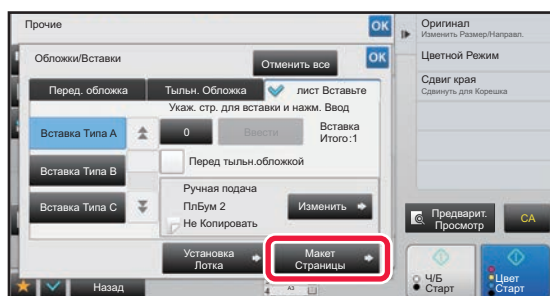 Прочие
OK
Обложки/Вставки
Отменить все
OK
Перед. обложка
Тыльн. Обложка
лист Вставьте
Укаж. стр. для вставки и нажм. Ввод
Вставка Типа A
0
Ввести
Вставка
Итого:1
Вставка Типа B
Перед тыльн.обложкой
Вставка Типа C
Ручная подача
ПлБум 2
Не Копировать
Изменить
Установка
Лотка
Макет
Страницы
Назад
A3
Оригинал
Изменить Размер/Направл.
Цветной Режим
Сдвиг края
Сдвинуть для Корешка
Предварит.
Просмотр
CA
Ч/Б
Старт
Цвет
Старт